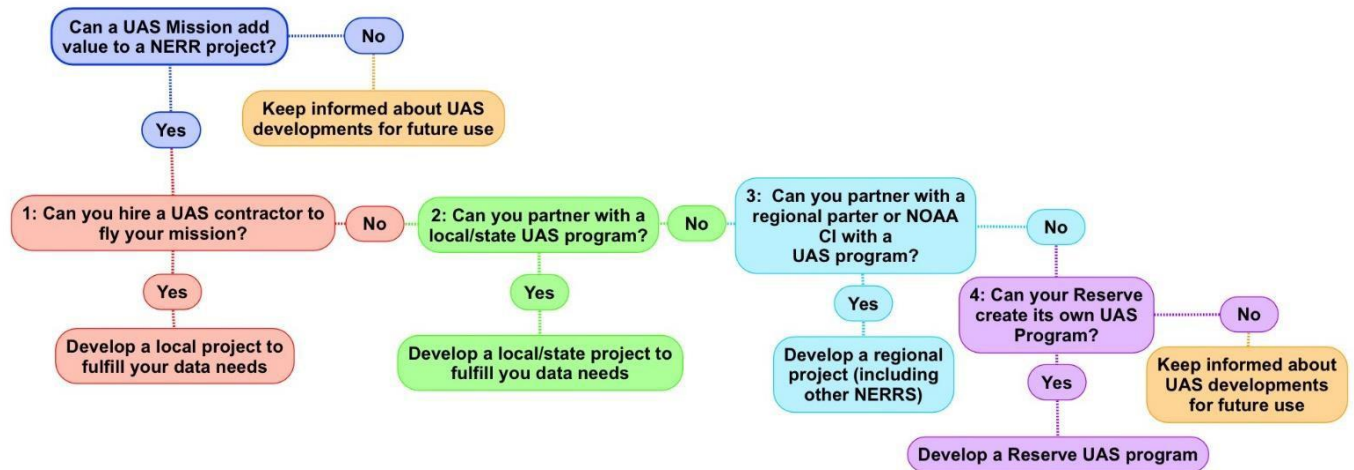 Can a UAS Mission add
value to a NERR project?
No
Keep informed about UAS
developments for future use
Yes
1: Can you hire a UAS contractor to
fly your mission?
No
Yes
Develop a local project to
fulfill your data needs
2: Can you partner with a
local/state UAS program?
No
Yes
Develop a local/state project to
fulfill you data needs
3: Can you partner with a
regional parter or NOAA
CI with a
UAS program?
No
Yes
Develop a regional
project (including
other NERRS)
4: Can your Reserve
create its own UAS
Program?
No
Keep informed about
UAS developments
for future use
Yes
Develop a Reserve UAS program